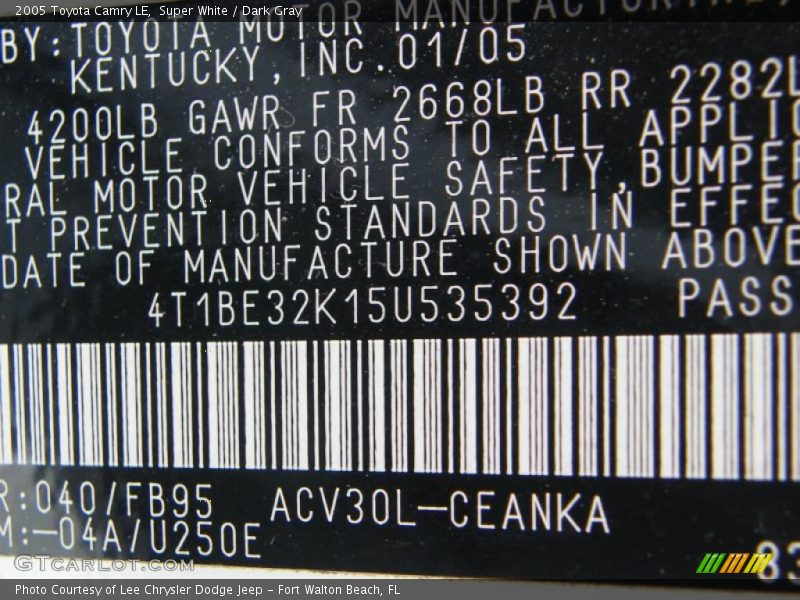 2005 Toyota Camry LE, Super White / Dark Gray
BY:TOYOTA MOTOR MANUFACTURING
KENTUCKY,INC.01/05
4200LB GAWR FR 2668LB RR 2282L
VEHICLE CONFORMS TO ALL APPLIC
RAL MOTOR VEHICLE SAFETY,BUMPER
T PREVENTION STANDARDS IN EFFEC
DATE OF MANUFACTURE SHOWN ABOVE
4T1BE32K15U535392 PASS
R:040/FB95 ACV30L-CEANKA
M:-04A/U250E
83
GTcarlot.com
Photo Courtesy of Lee Chrysler Dodge Jeep - Fort Walton Beach, FL